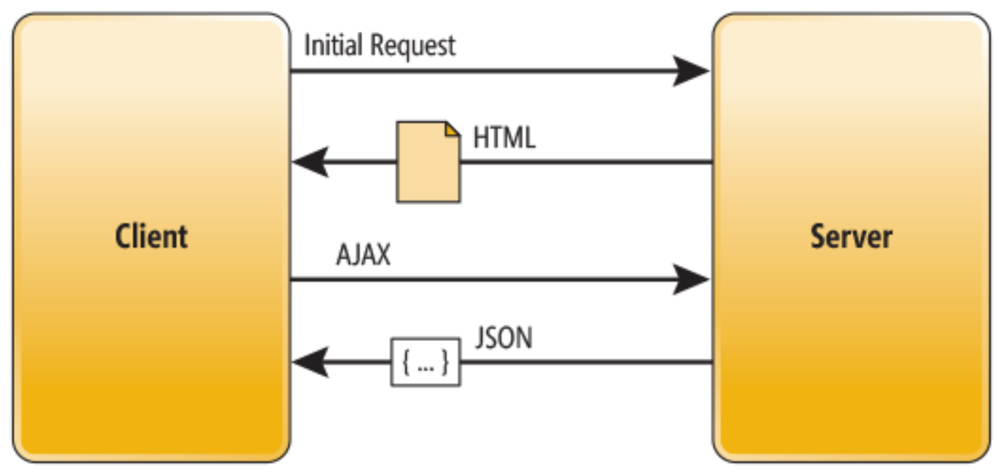 Initial Request
HTML
Client
Server
AJAX
JSON
{ ... }